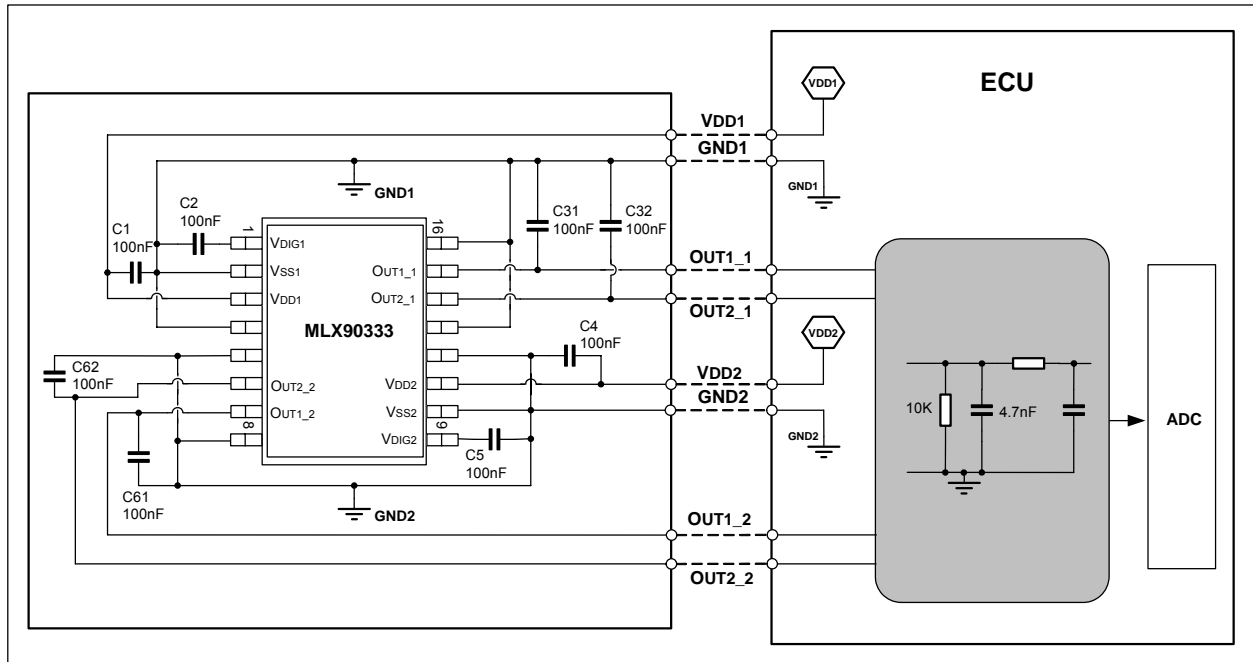 ECU
VDD1
VDD1
GND1
GND1
GND1
C2
100nF
C1
100nF
C31
100nF
C32
100nF
1
16
VDIG1
VSS1
VDD1
OUT1_1
OUT2_1
MLX90333
OUT1_1
OUT2_1
C4
100nF
VDD2
C62
100nF
OUT2_2
OUT1_2
VDD2
VSS2
VDIG2
8
9
VDD2
GND2
GND2
C5
100nF
C61
100nF
GND2
10K
4.7nF
ADC
OUT1_2
OUT2_2